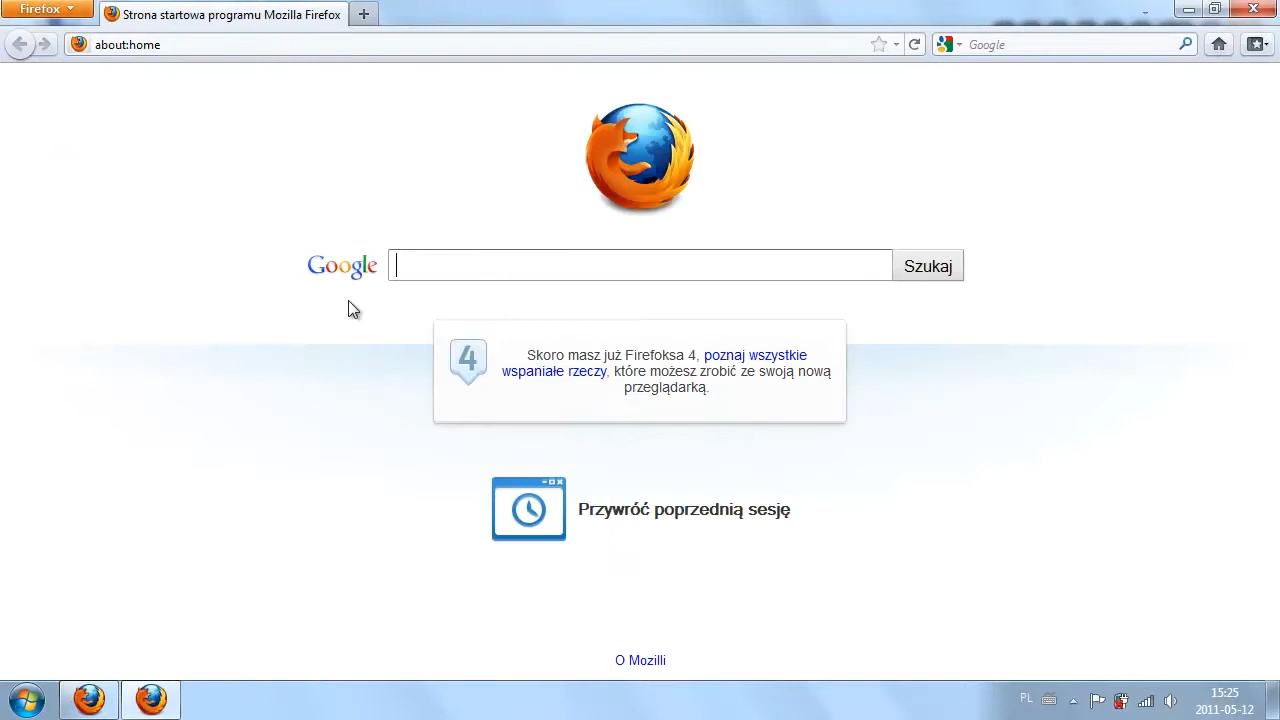 Firefox
Strona startowa programu Mozilla Firefox
about:home
Google
Google
Szukaj
4
Skoro masz już Firefoksa 4, poznaj wszystkie
wspaniałe rzeczy, które możesz zrobić ze swoją nową
przeglądarką.
Przywróć poprzednią sesję
O Mozilli
PL
15:25
2011-05-12